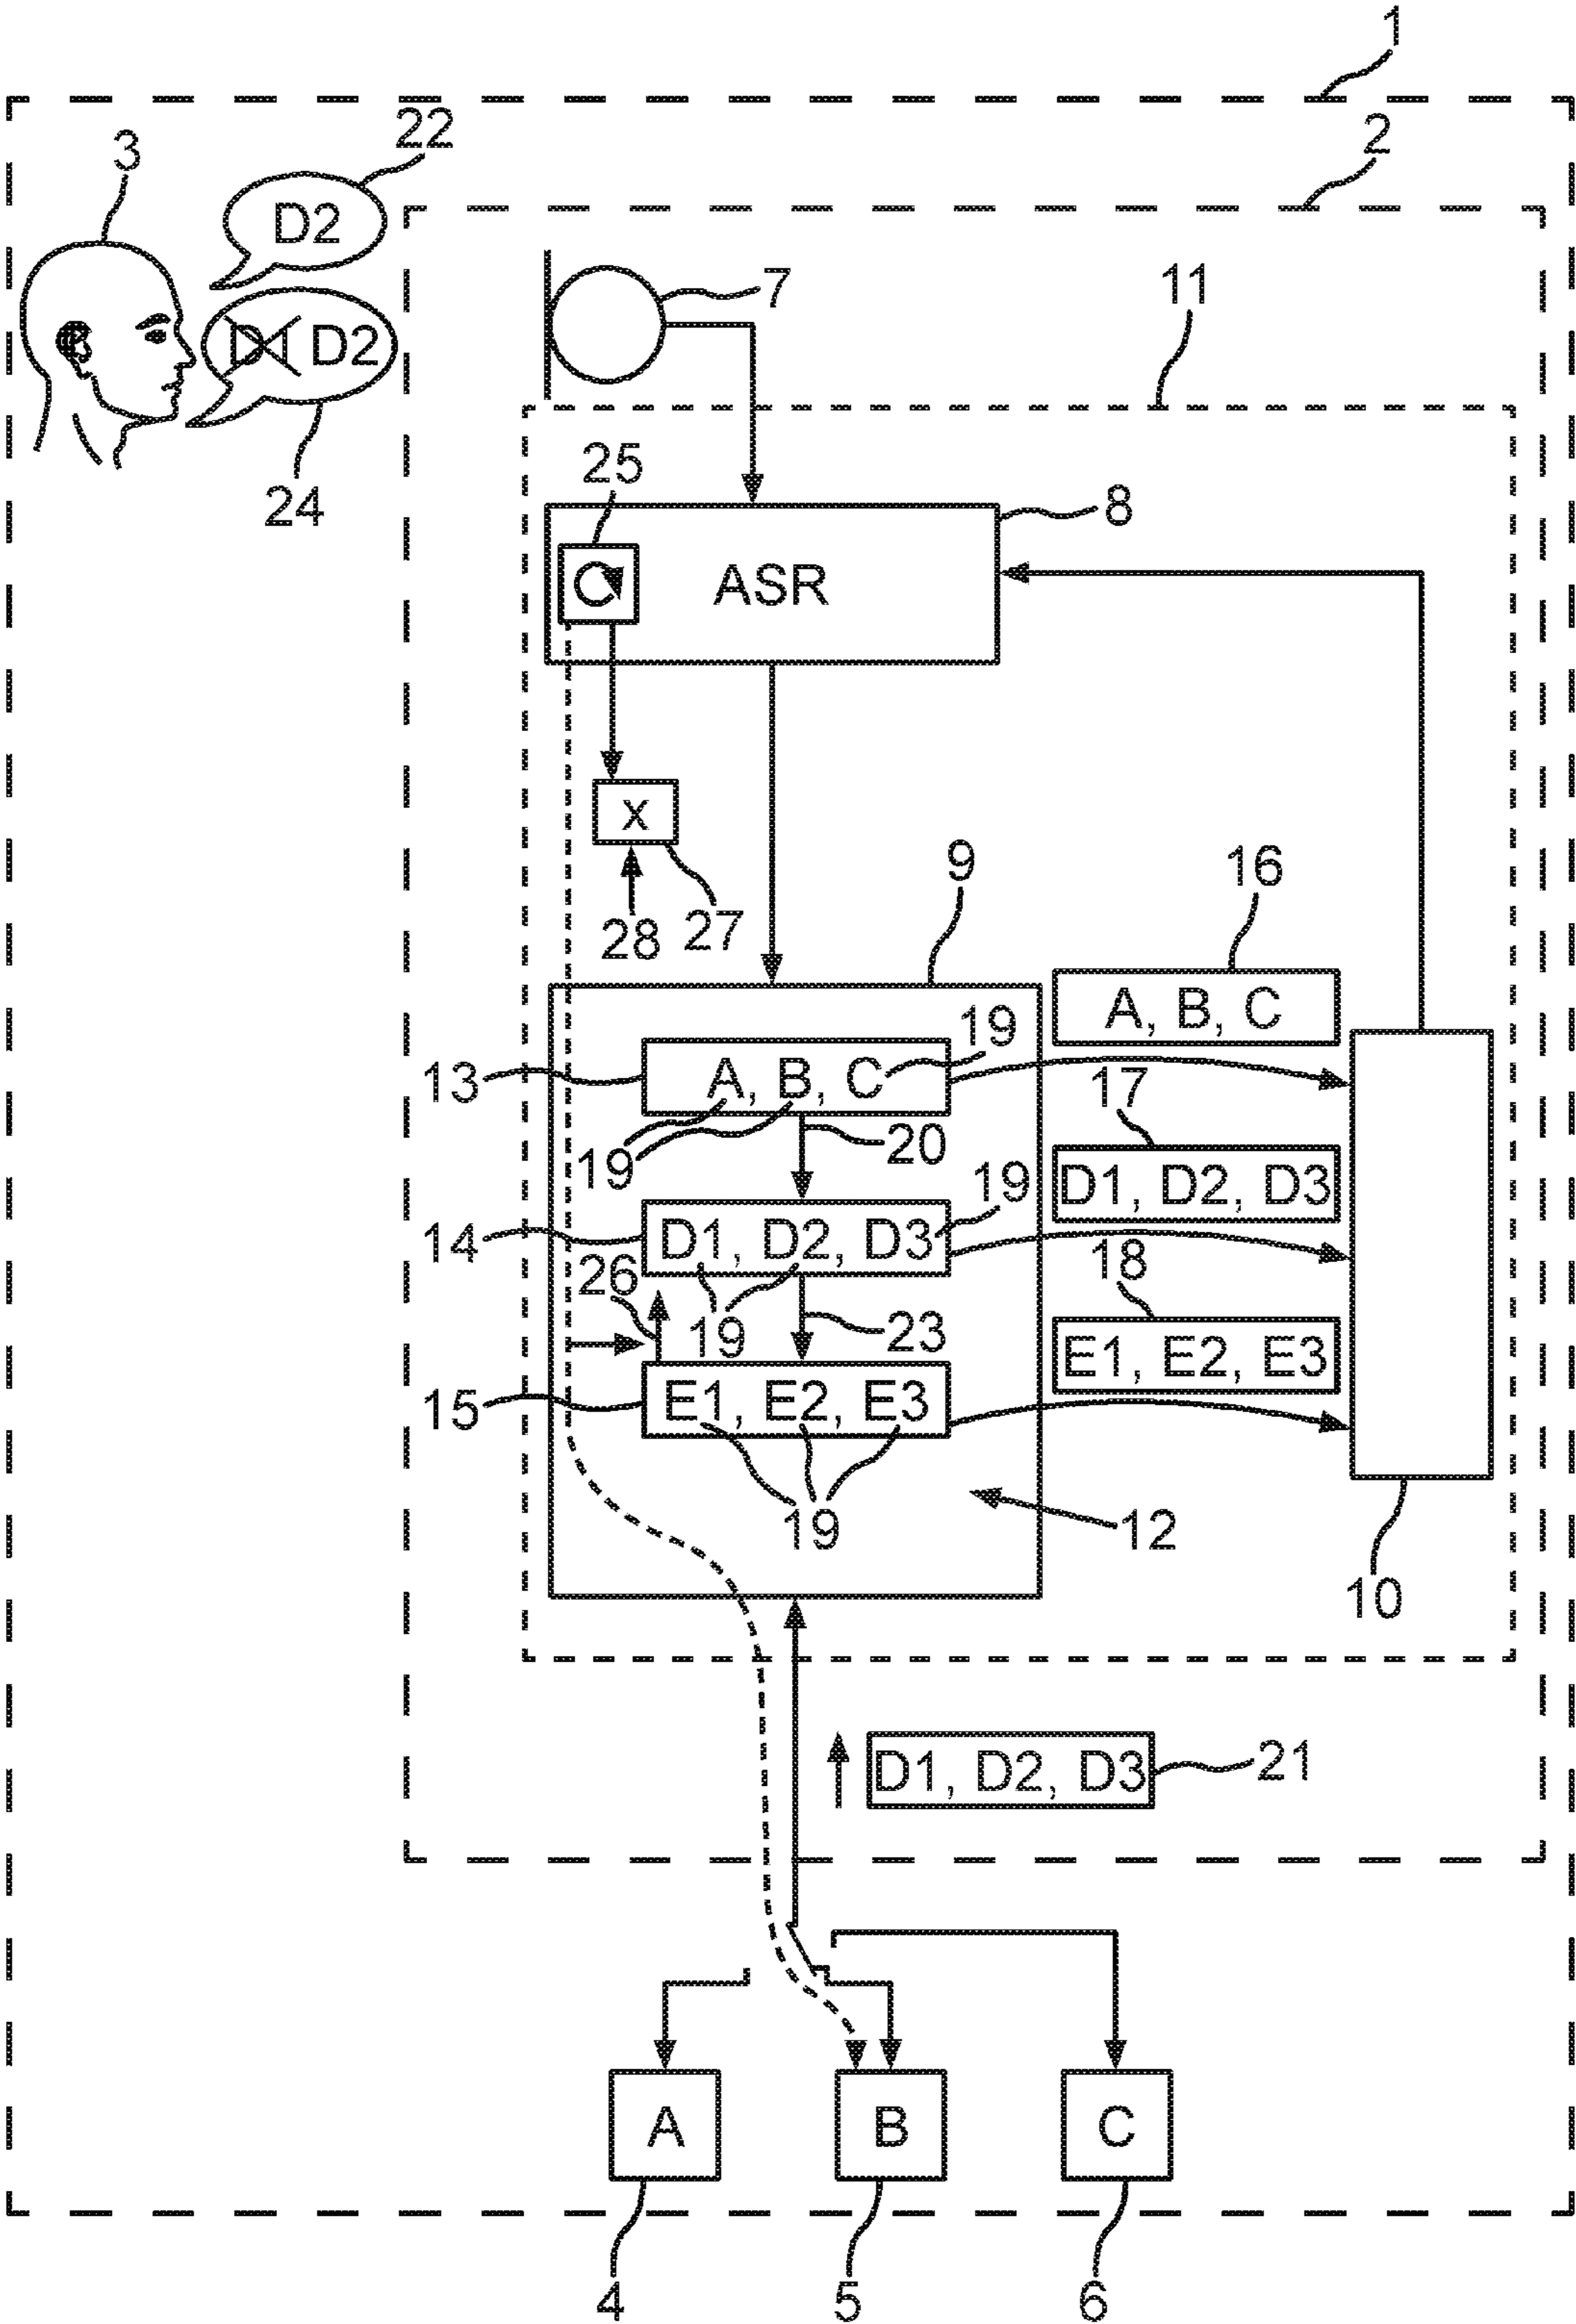 1
2
3
22
D2
7
11
D1 D2
24
25
8
ASR
x
9
16
28
27
A, B, C
19
13
A, B, C
17
19
20
D1, D2, D3
19
14
D1, D2, D3
18
26
19
23
E1, E2, E3
15
E1, E2, E3
19
12
10
D1, D2, D3
21
A
B
C
4
5
6